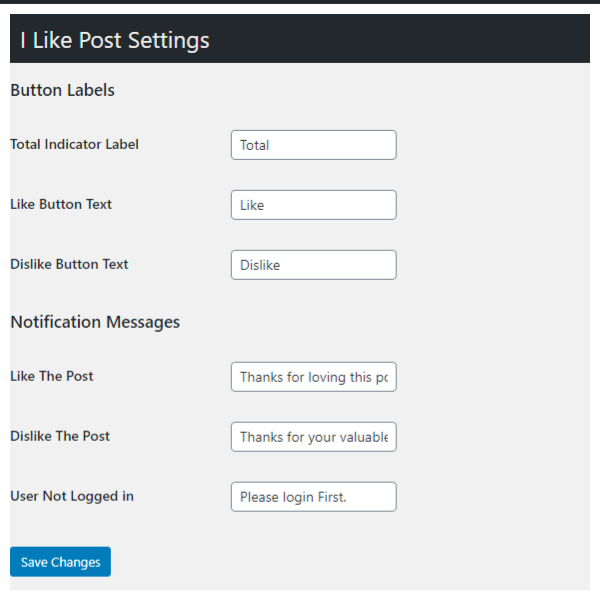 I Like Post Settings
Button Labels
Total Indicator Label Total
Like Button Text Like
Dislike Button Text Dislike
Notification Messages
Like The Post Thanks for loving this
Dislike The Post Thanks for your valuable
User Not Logged in Please login First.
Save Changes